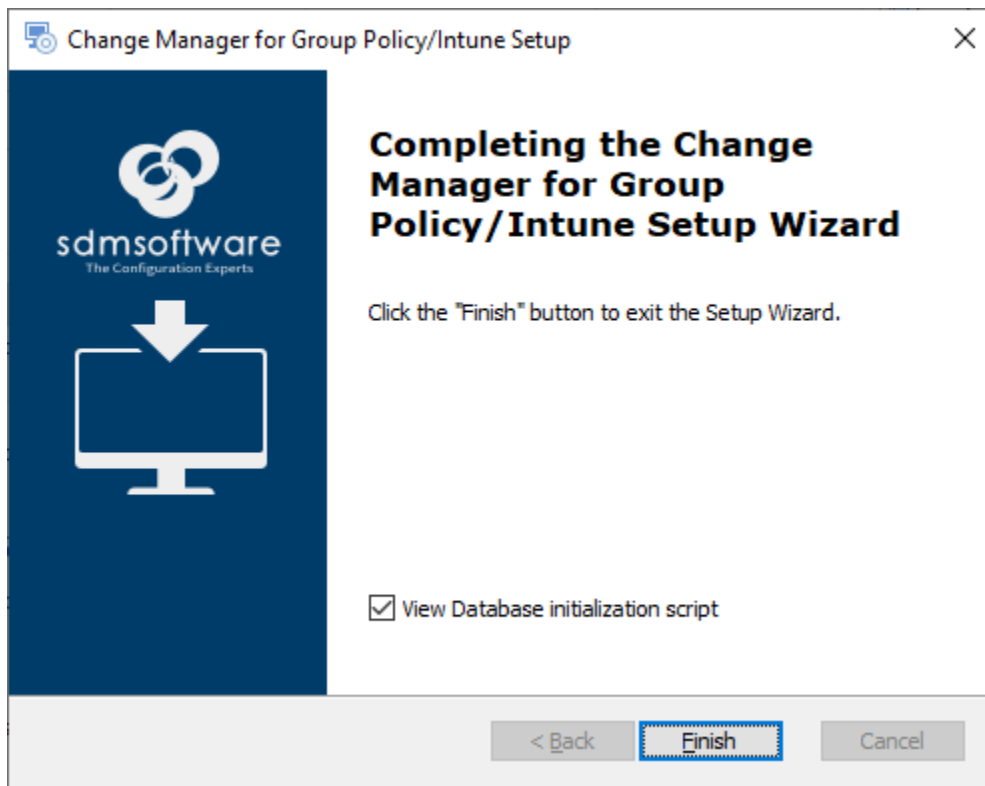 Change Manager for Group Policy/Intune Setup
sdmsoftware
The Configuration Experts
Completing the Change
Manager for Group
Policy/Intune Setup Wizard
Click the "Finish" button to exit the Setup Wizard.
View Database initialization script
< Back
Finish
Cancel